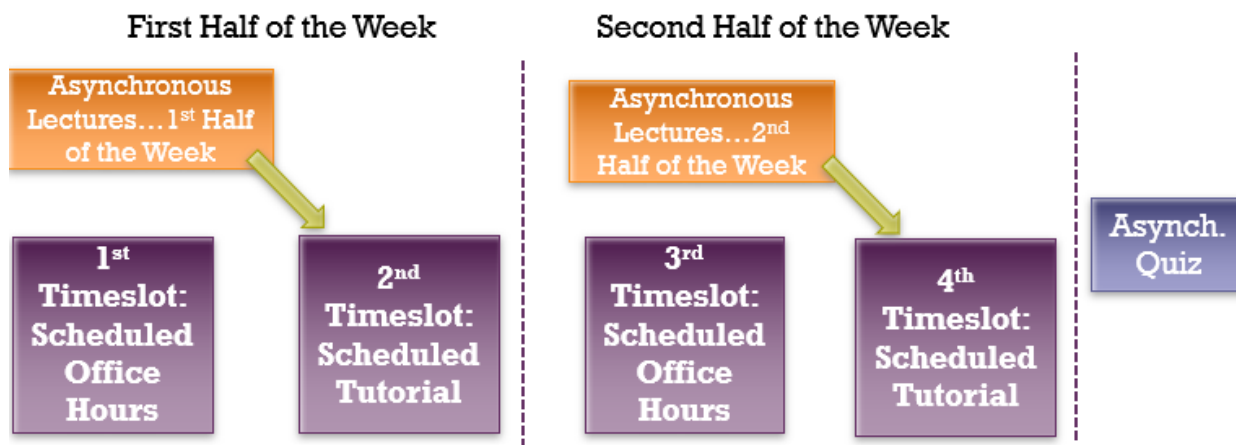 First Half of the Week
Second Half of the Week
Asynchronous
Lectures...1st Half
of the Week
Asynchronous
Lectures...2nd
Half of the Week
1st
Timeslot:
Scheduled
Office
Hours
2nd
Timeslot:
Scheduled
Tutorial
3rd
Timeslot:
Scheduled
Office
Hours
4th
Timeslot:
Scheduled
Tutorial
Asynch.
Quiz